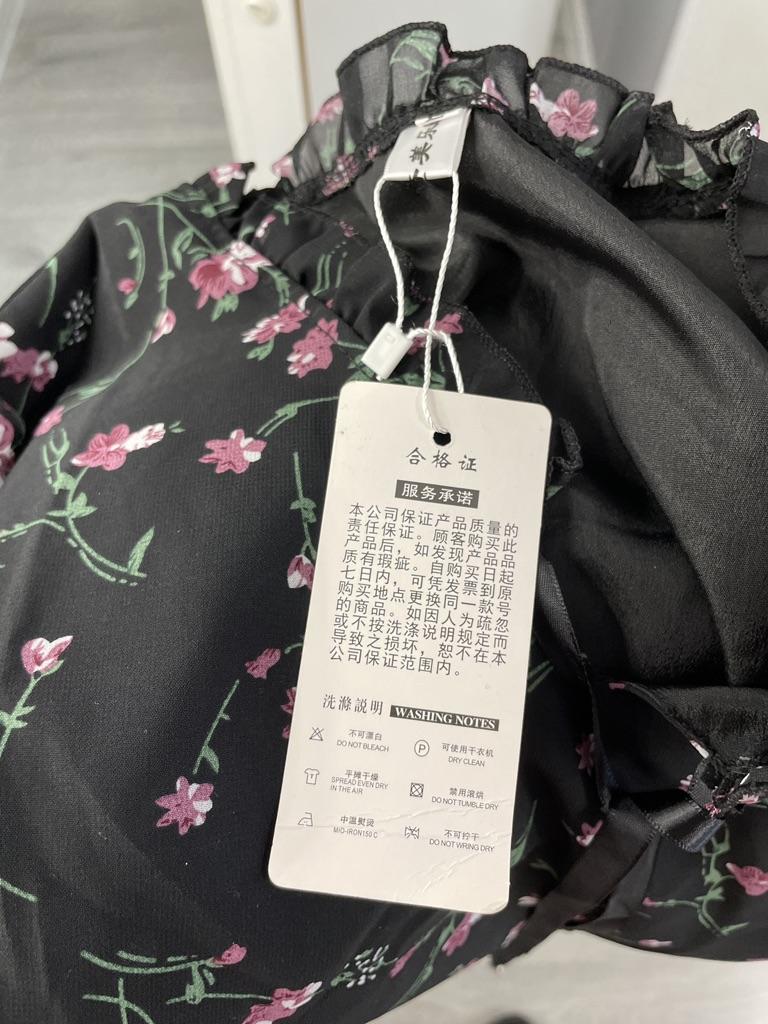 美别
合格证
服务承诺
本公司保证产品质量的
责任保证。顾客购买此
产品后，如发现产品品
质有瑕疵。自购买日起
七日内，可凭发票到原
购买地点更换同一款号
的商品。如因人为疏忽
或不按洗涤说明规定而
导致之损坏，恕不在本
公司保证范围内。
洗滌説明 WASHING NOTES
不可漂白
DO NOT BLEACH
P
可使用干衣机
DRY CLEAN
平摊干燥
SPREAD EVEN DRY
IN THE AIR
禁用滚烘
DO NOT TUMBLE DRY
中温熨烫
MIO-IRON150 C
不可拧干
DO NOT WRING DRY